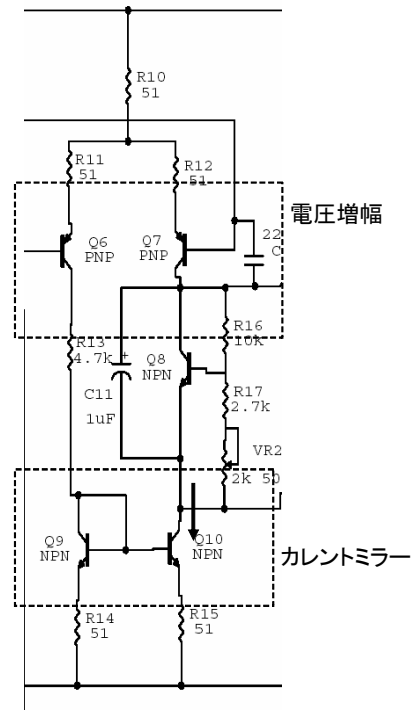 R10
51
R11
51
R12
51
電圧増幅
Q6
PNP
Q7
PNP
22
C
R13
4.7k
Q8
NPN
R16
10K
+
C11
1uF
R17
2.7k
VR2
2k 50
Q9
NPN
Q10
NPN
カレントミラー
R14
51
R15
51